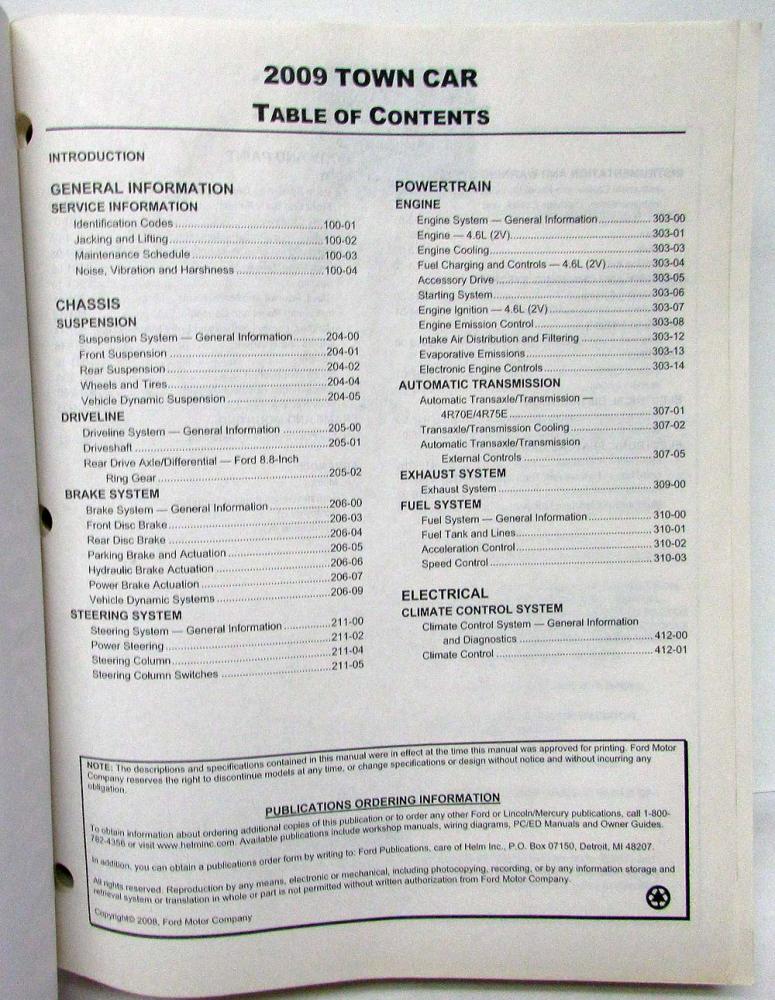 2009 TOWN CAR
TABLE OF CONTENTS
INTRODUCTION
GENERAL INFORMATION
SERVICE INFORMATION
Identification Codes 100-01
Jacking and Lifting 100-02
Maintenance Schedule 100-03
Noise, Vibration and Harshness 100-04
CHASSIS
SUSPENSION
Suspension System — General Information 204-00
Front Suspension 204-01
Rear Suspension 204-02
Wheels and Tires 204-04
Vehicle Dynamic Suspension 204-05
DRIVELINE
Driveline System — General Information 205-00
Driveshaft 205-01
Rear Drive Axle/Differential — Ford 8.8-Inch
Ring Gear 205-02
BRAKE SYSTEM
Brake System — General Information 206-00
Front Disc Brake 206-03
Rear Disc Brake 206-04
Parking Brake and Actuation 206-05
Hydraulic Brake Actuation 206-06
Power Brake Actuation 206-07
Vehicle Dynamic Systems 206-09
STEERING SYSTEM
Steering System — General Information 211-00
Power Steering 211-02
Steering Column 211-04
Steering Column Switches 211-05
POWERTRAIN
ENGINE
Engine System — General Information 303-00
Engine — 4.6L (2V) 303-01
Engine Cooling 303-03
Fuel Charging and Controls — 4.6L (2V) 303-04
Accessory Drive 303-05
Starting System 303-06
Engine Ignition — 4.6L (2V) 303-07
Engine Emission Control 303-08
Intake Air Distribution and Filtering 303-12
Evaporative Emissions 303-13
Electronic Engine Controls 303-14
AUTOMATIC TRANSMISSION
Automatic Transaxle/Transmission —
4R70E/4R75E 307-01
Transaxle/Transmission Cooling 307-02
Automatic Transaxle/Transmission
External Controls 307-05
EXHAUST SYSTEM
Exhaust System 309-00
FUEL SYSTEM
Fuel System — General Information 310-00
Fuel Tank and Lines 310-01
Acceleration Control 310-02
Speed Control 310-03
ELECTRICAL
CLIMATE CONTROL SYSTEM
Climate Control System — General Information
and Diagnostics 412-00
Climate Control 412-01
NOTE: The descriptions and specifications contained in this manual were in effect at the time this manual was approved for printing. Ford Motor
Company reserves the right to discontinue models at any time, or change specifications or design without notice and without incurring any
obligation.
PUBLICATIONS ORDERING INFORMATION
To obtain information about ordering additional copies of this publication or to order any other Ford or Lincoln/Mercury publications, call 1-800-
782-4356 or visit www.helminc.com. Available publications include workshop manuals, wiring diagrams, PC/ED Manuals and Owner Guides.
In addition, you can obtain a publications order form by writing to: Ford Publications, care of Helm Inc., P.O. Box 07150, Detroit, MI 48207.
All rights reserved. Reproduction by any means, electronic or mechanical, including photocopying, recording, or by any information storage and
retrieval system or translation in whole or part is not permitted without written authorization from Ford Motor Company.
Copyright© 2008, Ford Motor Company